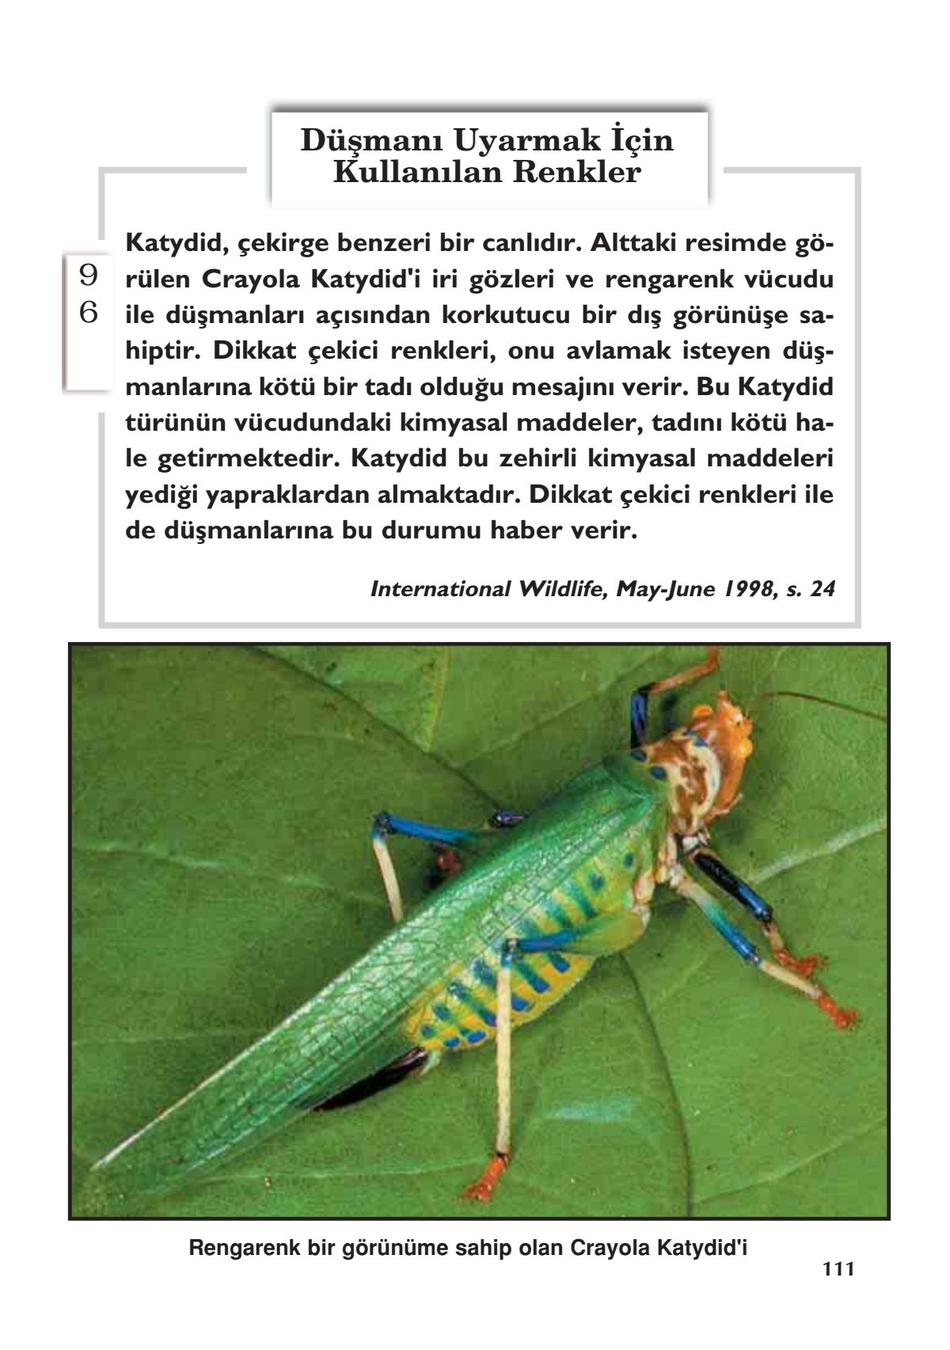 Düşmanı Uyarmak İçin
Kullanılan Renkler
9
6
Katydid, çekirge benzeri bir canlıdır. Alttaki resimde gö-
rülen Crayola Katydid'i iri gözleri ve rengarenk vücudu
ile düşmanları açısından korkutucu bir dış görünüşe sa-
hiptir. Dikkat çekici renkleri, onu avlamak isteyen düş-
manlarına kötü bir tadı olduğu mesajını verir. Bu Katydid
türünün vücudundaki kimyasal maddeler, tadını kötü ha-
le getirmektedir. Katydid bu zehirli kimyasal maddeleri
yediği yapraklardan almaktadır. Dikkat çekici renkleri ile
de düşmanlarına bu durumu haber verir.
International Wildlife, May-June 1998, s. 24
Rengarenk bir görünüme sahip olan Crayola Katydid'i
111